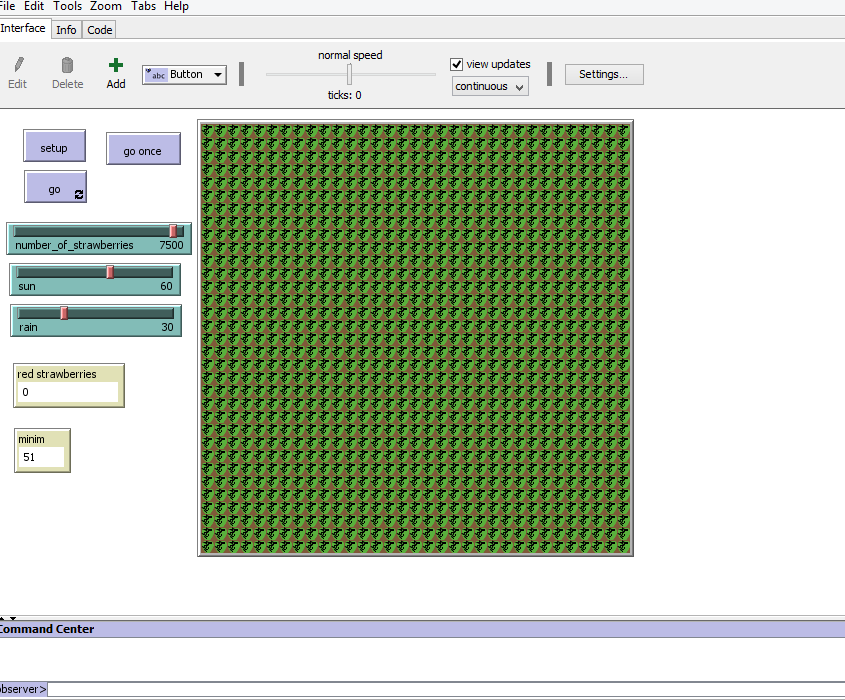 File Edit Tools Zoom Tabs Help
Interface Info Code
normal speed
view updates
Edit Delete Add abc Button continuous Settings...
ticks: 0
setup go once
go
number_of_strawberries 7500
sun 60
rain 30
red strawberries
0
minim
51
Command Center
observer>